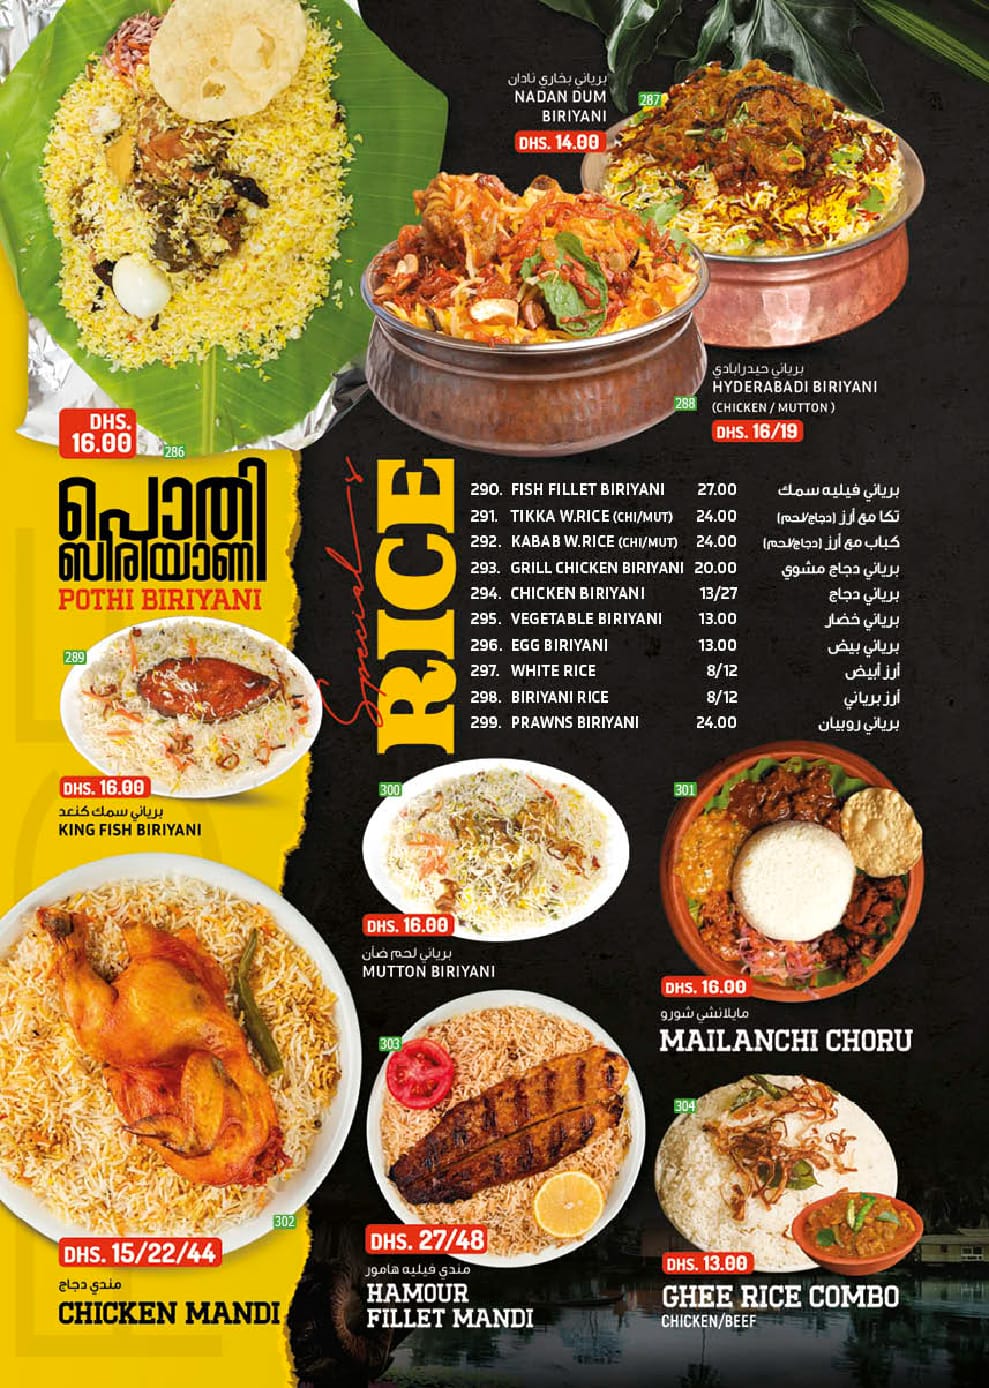 برياني بخاري نادان
NADAN DUM
BIRIYANI
DHS. 14.00
287
برياني حيدرابادي
HYDERABADI BIRIYANI
(CHICKEN / MUTTON )
DHS. 16/19
288
DHS.
16.00
286
പൊതി
ബിരിയാണി
POTHI BIRIYANI
289
DHS. 16.00
برياني سمك كنعد
KING FISH BIRIYANI
Special
RICE
290. FISH FILLET BIRIYANI 27.00 برياني فيليه سمك
291. TIKKA W.RICE (CHI/MUT) 24.00 تكا مع أرز (دجاج/لحم)
292. KABAB W.RICE (CHI/MUT) 24.00 كباب مع أرز (دجاج/لحم)
293. GRILL CHICKEN BIRIYANI 20.00 برياني دجاج مشوي
294. CHICKEN BIRIYANI 13/27 برياني دجاج
295. VEGETABLE BIRIYANI 13.00 برياني خضار
296. EGG BIRIYANI 13.00 برياني بيض
297. WHITE RICE 8/12 أرز أبيض
298. BIRIYANI RICE 8/12 أرز برياني
299. PRAWNS BIRIYANI 24.00 برياني روبيان
300
DHS. 16.00
برياني لحم ضأن
MUTTON BIRIYANI
301
DHS. 16.00
مايلانشي شورو
MAILANCHI CHORU
302
DHS. 15/22/44
مندي دجاج
CHICKEN MANDI
303
DHS. 27/48
مندي فيليه هامور
HAMOUR
FILLET MANDI
304
DHS. 13.00
GHEE RICE COMBO
CHICKEN/BEEF